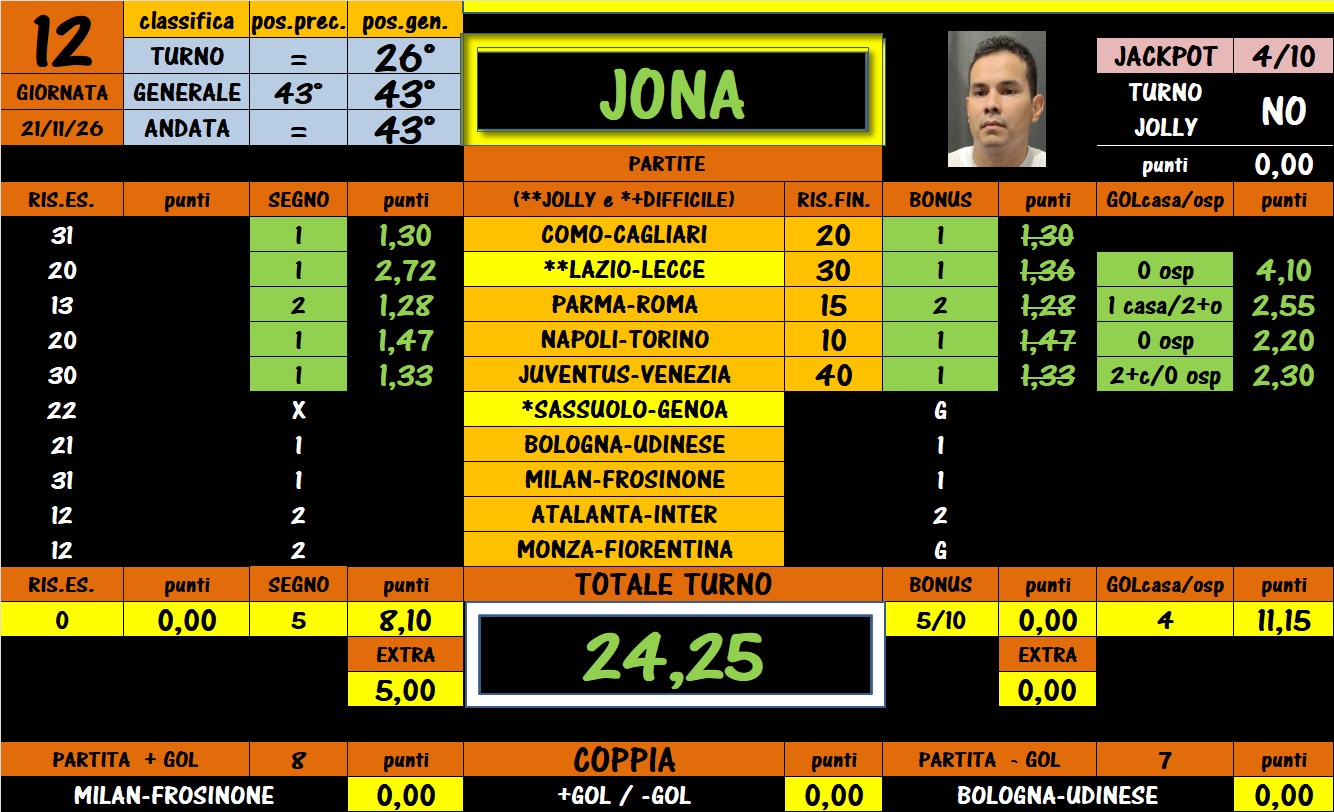 12 classifica pos.prec. pos.gen.
TURNO = 26° JONA JACKPOT 4/10
GIORNATA GENERALE 43° 43° TURNO JOLLY NO
21/11/26 ANDATA = 43°
PARTITE punti 0,00
RIS.ES. punti SEGNO punti (**JOLLY e *+DIFFICILE) RIS.FIN. BONUS punti GOLcasa/osp punti
31 1 1,30 COMO-CAGLIARI 20 1 1,30
20 1 2,72 **LAZIO-LECCE 30 1 1,36 0 osp 4,10
13 2 1,28 PARMA-ROMA 15 2 1,28 1 casa/2+o 2,55
20 1 1,47 NAPOLI-TORINO 10 1 1,47 0 osp 2,20
30 1 1,33 JUVENTUS-VENEZIA 40 1 1,33 2+c/0 osp 2,30
22 X *SASSUOLO-GENOA G
21 1 BOLOGNA-UDINESE 1
31 1 MILAN-FROSINONE 1
12 2 ATALANTA-INTER 2
12 2 MONZA-FIORENTINA G
RIS.ES. punti SEGNO punti TOTALE TURNO BONUS punti GOLcasa/osp punti
0 0,00 5 8,10 24,25 5/10 0,00 4 11,15
EXTRA EXTRA
5,00 0,00
PARTITA + GOL 8 punti COPPIA punti PARTITA - GOL 7 punti
MILAN-FROSINONE 0,00 +GOL / -GOL 0,00 BOLOGNA-UDINESE 0,00